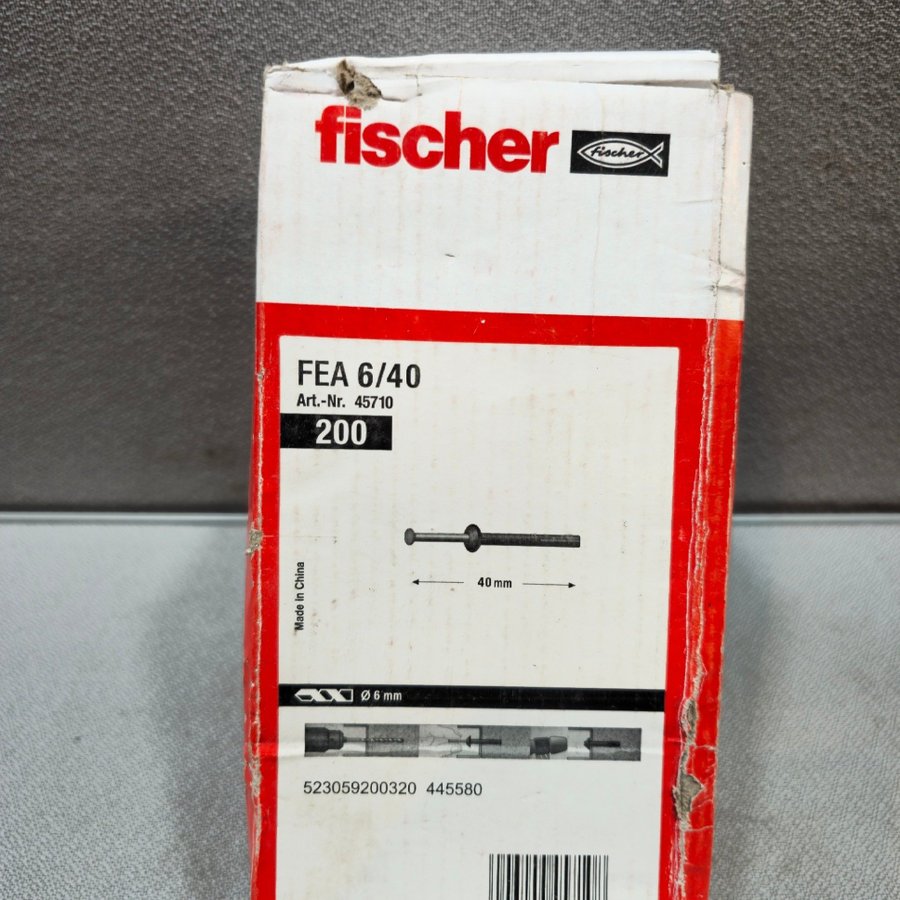 fischer
fischer
FEA 6/40
Art.-Nr. 45710
200
40 mm
Made in China
Ø 6 mm
523059200320 445580